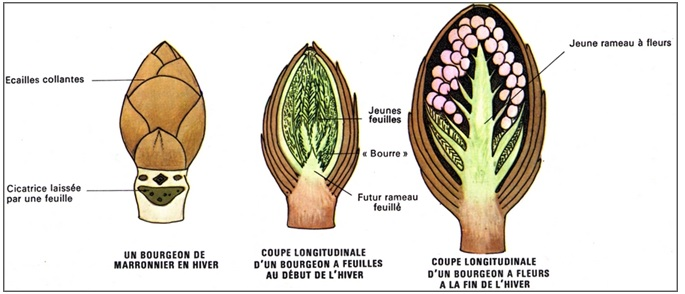 Ecailles collantes
Cicatrice laissée
par une feuille
UN BOURGEON DE
MARRONNIER EN HIVER
Jeunes
feuilles
« Bourre »
Futur rameau
feuillé
COUPE LONGITUDINALE
D'UN BOURGEON A FEUILLES
AU DÉBUT DE L'HIVER
Jeune rameau à fleurs
COUPE LONGITUDINALE
D'UN BOURGEON A FLEURS
A LA FIN DE L'HIVER